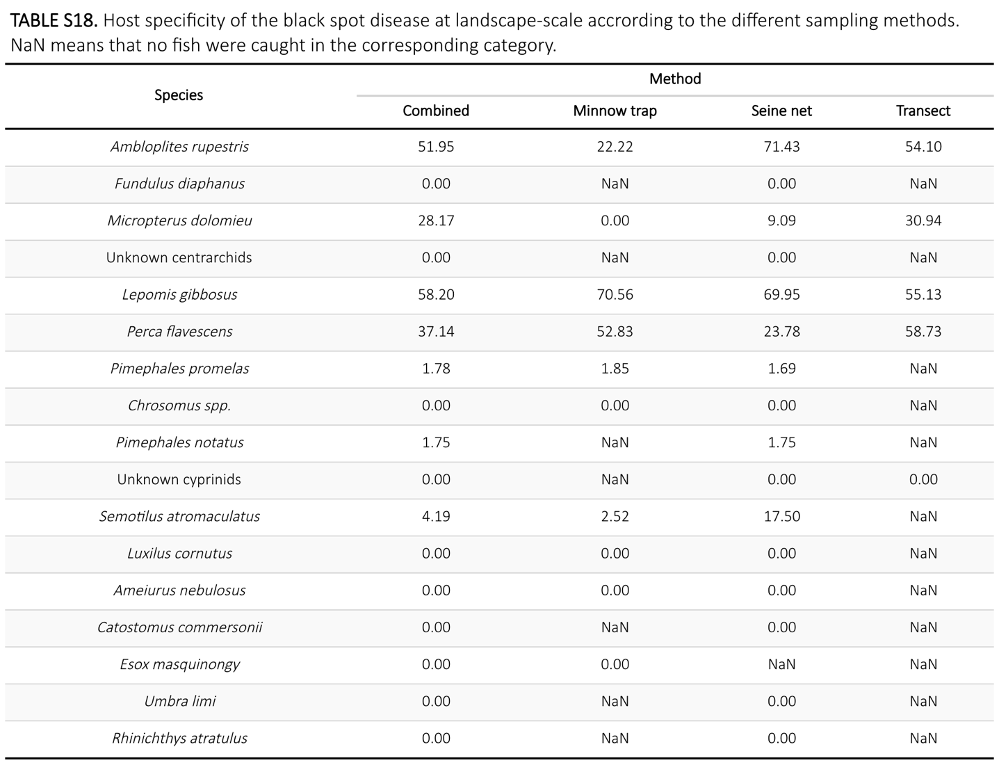 TABLE S18. Host specificity of the black spot disease at landscape-scale according to the different sampling methods.
NaN means that no fish were caught in the corresponding category.
Species Method
Combined Minnow trap Seine net Transect
Ambloplites rupestris 51.95 22.22 71.43 54.10
Fundulus diaphanus 0.00 NaN 0.00 NaN
Micropterus dolomieu 28.17 0.00 9.09 30.94
Unknown centrarchids 0.00 NaN 0.00 NaN
Lepomis gibbosus 58.20 70.56 69.95 55.13
Perca flavescens 37.14 52.83 23.78 58.73
Pimephales promelas 1.78 1.85 1.69 NaN
Chrosomus spp. 0.00 0.00 0.00 NaN
Pimephales notatus 1.75 NaN 1.75 NaN
Unknown cyprinids 0.00 NaN 0.00 0.00
Semotilus atromaculatus 4.19 2.52 17.50 NaN
Luxilus cornutus 0.00 0.00 0.00 NaN
Ameiurus nebulosus 0.00 0.00 0.00 NaN
Catostomus commersonii 0.00 NaN 0.00 NaN
Esox masquinongy 0.00 0.00 NaN NaN
Umbra limi 0.00 NaN 0.00 NaN
Rhinichthys atratulus 0.00 NaN 0.00 NaN